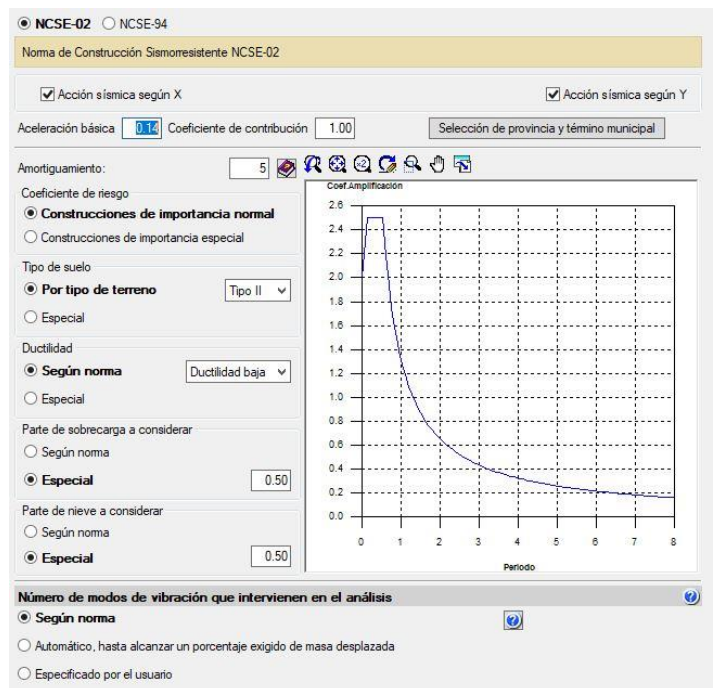 NCSE-02 NCSE-94
Norma de Construcción Sismorresistente NCSE-02
Acción sísmica según X Acción sísmica según Y
Aceleración básica 0.14 Coeficiente de contribución 1.00 Selección de provincia y término municipal
Amortiguamiento: 5
x2
Coeficiente de riesgo
Construcciones de importancia normal
Construcciones de importancia especial
Tipo de suelo
Por tipo de terreno Tipo II
Especial
Ductilidad
Según norma Ductilidad baja
Especial
Parte de sobrecarga a considerar
Según norma
Especial 0.50
Parte de nieve a considerar
Según norma
Especial 0.50
Coef.Amplificación
2.6
2.4
2.2
2.0
1.8
1.6
1.4
1.2
1.0
0.8
0.6
0.4
0.2
0.0
0 1 2 3 4 5 6 7 8
Periodo
Número de modos de vibración que intervienen en el análisis ?
Según norma ?
Automático, hasta alcanzar un porcentaje exigido de masa desplazada
Especificado por el usuario